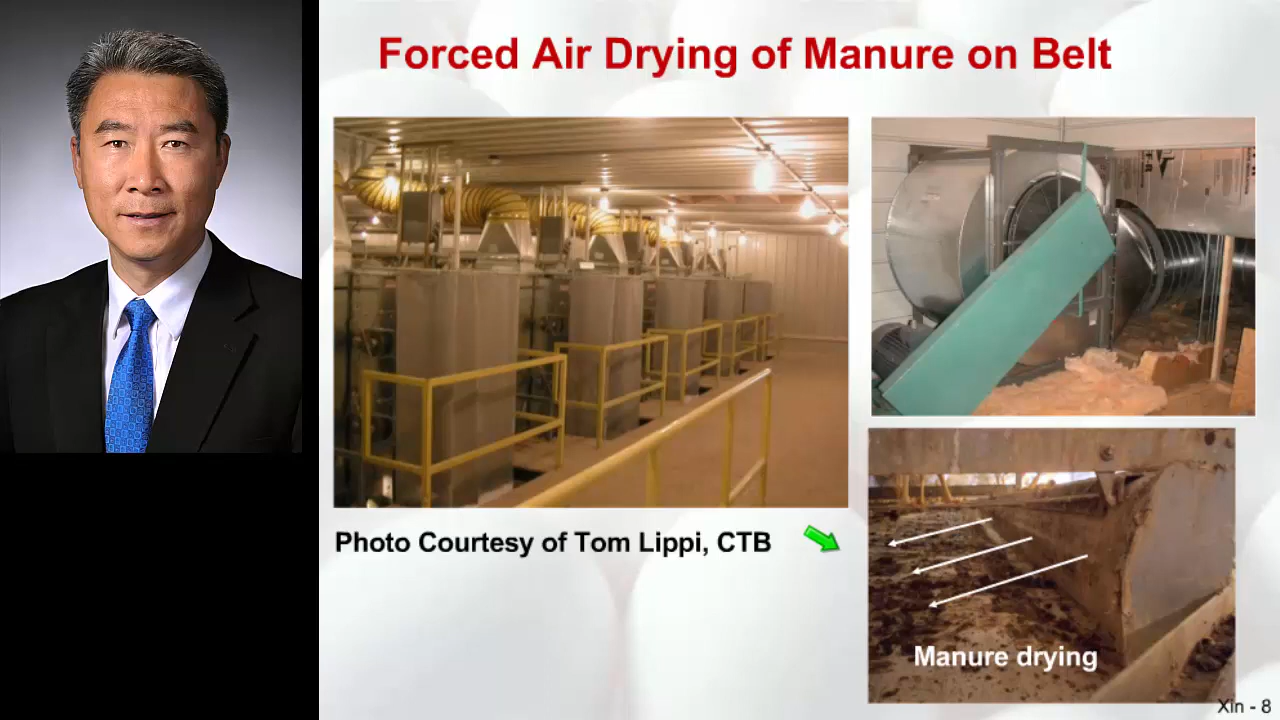 Forced Air Drying of Manure on Belt
Photo Courtesy of Tom Lippi, CTB
Manure drying
Xin - 8